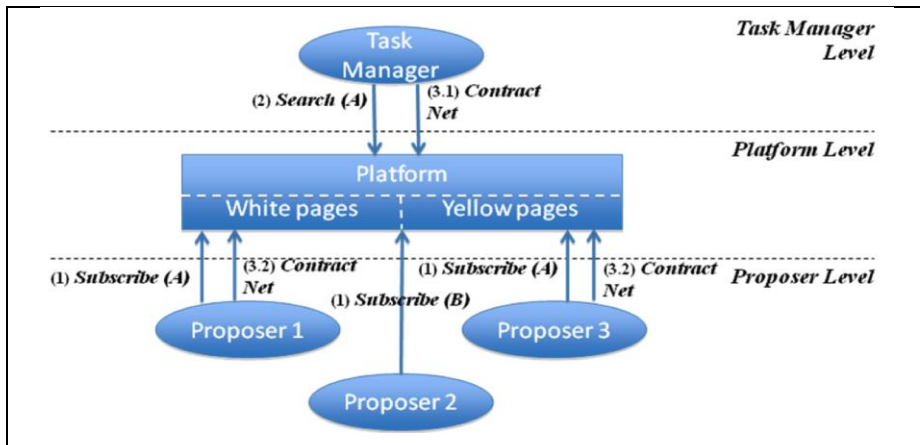 Task Manager
Level
Task
Manager
(2) Search (A)
(3.1) Contract
Net
Platform Level
Platform
White pages
Yellow pages
(1) Subscribe (A)
(3.2) Contract
Net
(1) Subscribe (B)
(1) Subscribe (A)
(3.2) Contract
Net
Proposer Level
Proposer 1
Proposer 3
Proposer 2